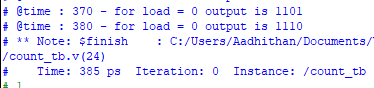 # @time : 370 - for load = 0 output is 1101
# @time : 380 - for load = 0 output is 1110
# ** Note: $finish : C:/Users/Aadhithan/Documents/
/count_tb.v(24)
# Time: 385 ps Iteration: 0 Instance: /count_tb
# 1